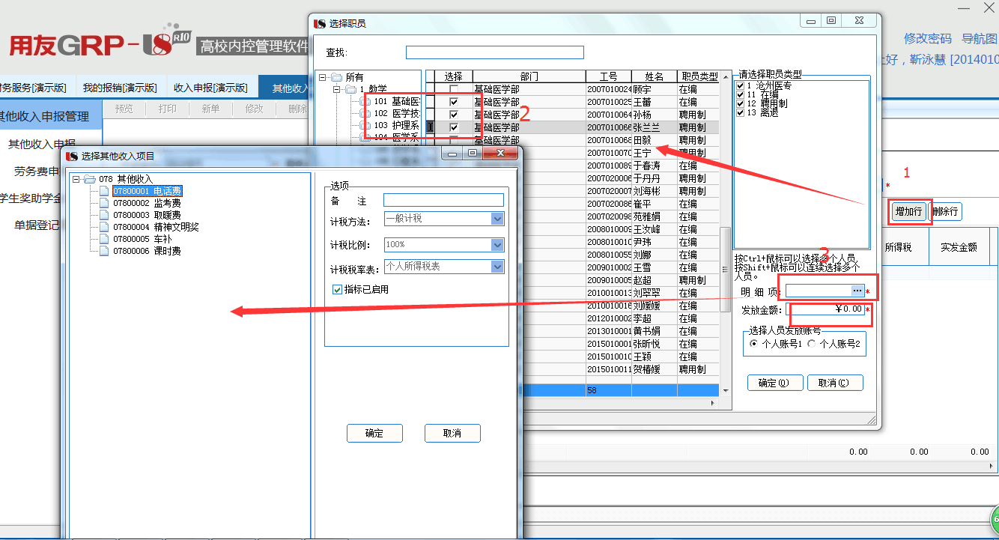 用友GRP-US R10 高校内控管理软件
修改密码 导航图
上好，靳泳慧 [2014010
财务服务[演示版] 我的报销[演示版] 收入申报[演示版] 其他收入
其他收入申报管理
预览 打印 新单 修改 删除
其他收入申报
劳务费申
学生奖助学金
单据登记
选择职员
查找：
所有
1 教学
101 基础医
102 医学技
103 护理系
104 医学系
选择 部门 工号 姓名 职员类型
基础医学部 2007010024 顾宇 在编
基础医学部 2007010025 王蕾 在编
基础医学部 2007010064 孙杨 聘用制
基础医学部 2007010066 张兰兰 聘用制
基础医学部 2007010068 田毅 聘用制
2007010070 王宁 聘用制
2007010089 于春涛 在编
2007020006 于丹丹 聘用制
2007020007 刘海彬 聘用制
2007020086 崔平 在编
2007020098 苑雅娟 在编
2008010009 王汝峰 在编
2008010010 尹玮 在编
2008010055 刘娜 在编
2009010002 王雪 在编
2009010005 赵超 聘用制
2010010013 刘翠翠 在编
2010010016 刘媛媛 在编
2012010002 李超 在编
2013010001 黄书娟 在编
2015010001 张昕悦 在编
2015010010 王颖 在编
2015010011 贺椿媛 聘用制
58
请选择职员类型
1 沧州医专
11 在编
12 聘用制
13 离退
按Ctrl+鼠标可以选择多个人员,
按Shift+鼠标可以连续选择多个
人员。
明 细 项: ... *
发放金额: ¥0.00 *
选择人员发放账号
个人账号1 个人账号2
确定(O) 取消(C)
1
2
3
*
增加行 删除行
所得税 实发金额
0.00 0.00 0.00
选择其他收入项目
078 其他收入
07800001 电话费
07800002 监考费
07800003 取暖费
07800004 精神文明奖
07800005 车补
07800006 课时费
选项
备 注
计税方法： 一般计税
计税比例： 100%
计税税率表： 个人所得税表
指标已启用
确定 取消
6